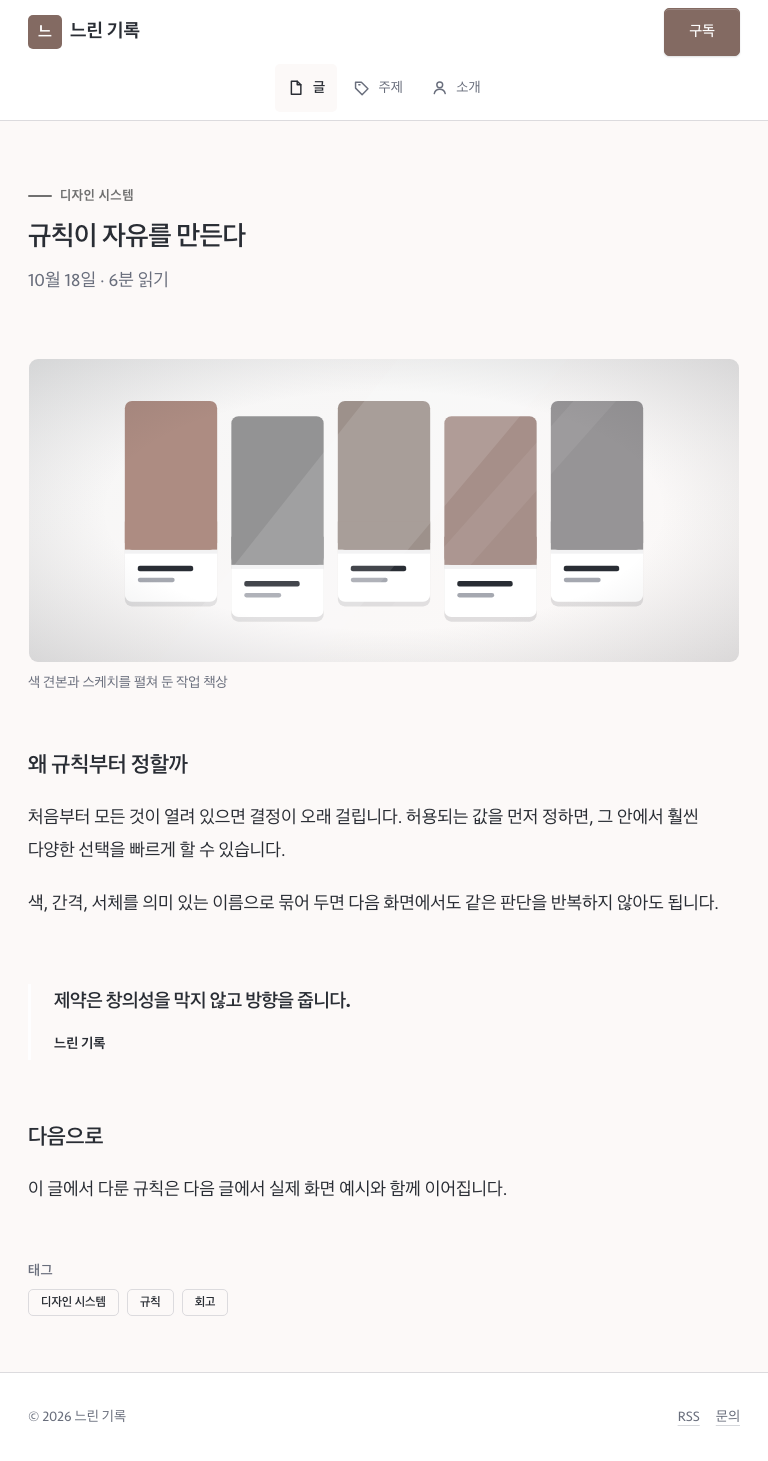 느 느린 기록
구독
글 주제 소개
디자인 시스템
규칙이 자유를 만든다
10월 18일 · 6분 읽기
색 견본과 스케치를 펼쳐 둔 작업 책상
왜 규칙부터 정할까
처음부터 모든 것이 열려 있으면 결정이 오래 걸립니다. 허용되는 값을 먼저 정하면, 그 안에서 훨씬
다양한 선택을 빠르게 할 수 있습니다.
색, 간격, 서체를 의미 있는 이름으로 묶어 두면 다음 화면에서도 같은 판단을 반복하지 않아도 됩니다.
제약은 창의성을 막지 않고 방향을 줍니다.
느린 기록
다음으로
이 글에서 다룬 규칙은 다음 글에서 실제 화면 예시와 함께 이어집니다.
태그
디자인 시스템 규칙 회고
© 2026 느린 기록
RSS 문의